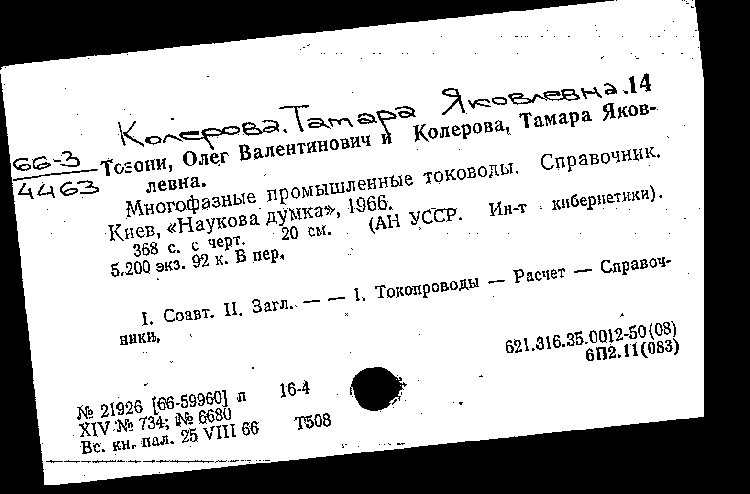 Колерова. Тамара Яковлевна. 14
66-3
4463
Тозони, Олег Валентинович и Колерова, Тамара Яков-
левна.
Многофазные промышленные тоководы. Справочник.
Киев, «Наукова думка», 1966.
368 с. с черт. 20 см. (АН УССР. Ин-т кибернетики).
5.200 экз. 92 к. В пер.
I. Соавт. II. Загл. — — 1. Токопроводы — Расчет — Справоч-
ники.
621.316.35.0012-50(08)
6П2.11(083)
№ 21926 [66-59960] п 16-4
XIV № 734; № 6680
Вс. кн. пал. 25 VIII 66 Т508